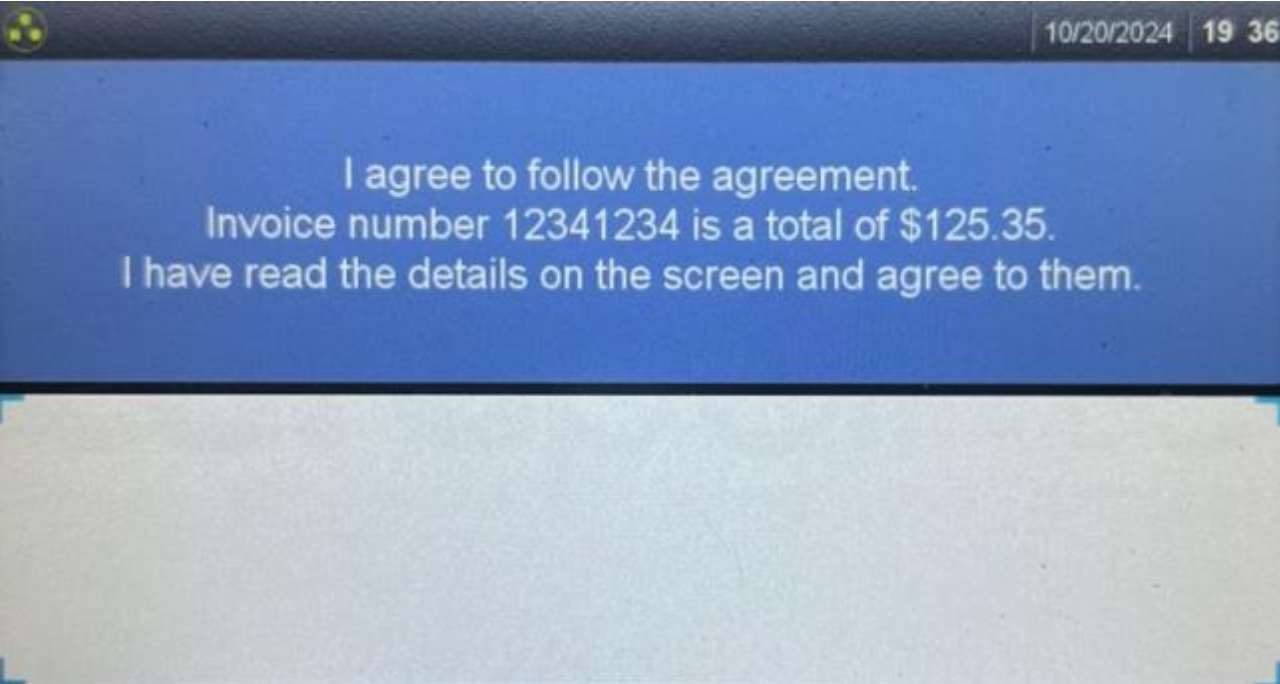 10/20/2024 19 36
I agree to follow the agreement.
Invoice number 12341234 is a total of $125.35.
I have read the details on the screen and agree to them.